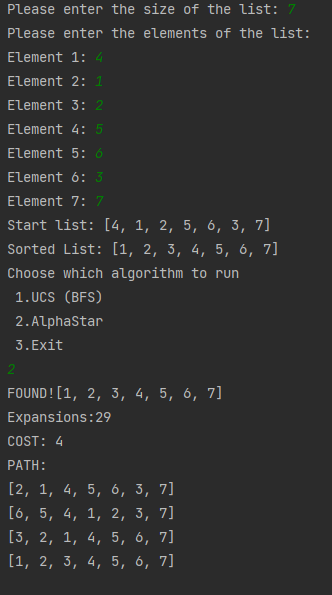 Please enter the size of the list: 7
Please enter the elements of the list:
Element 1: 4
Element 2: 1
Element 3: 2
Element 4: 5
Element 5: 6
Element 6: 3
Element 7: 7
Start list: [4, 1, 2, 5, 6, 3, 7]
Sorted List: [1, 2, 3, 4, 5, 6, 7]
Choose which algorithm to run
1.UCS (BFS)
2.AlphaStar
3.Exit
2
FOUND![1, 2, 3, 4, 5, 6, 7]
Expansions:29
COST: 4
PATH:
[2, 1, 4, 5, 6, 3, 7]
[6, 5, 4, 1, 2, 3, 7]
[3, 2, 1, 4, 5, 6, 7]
[1, 2, 3, 4, 5, 6, 7]